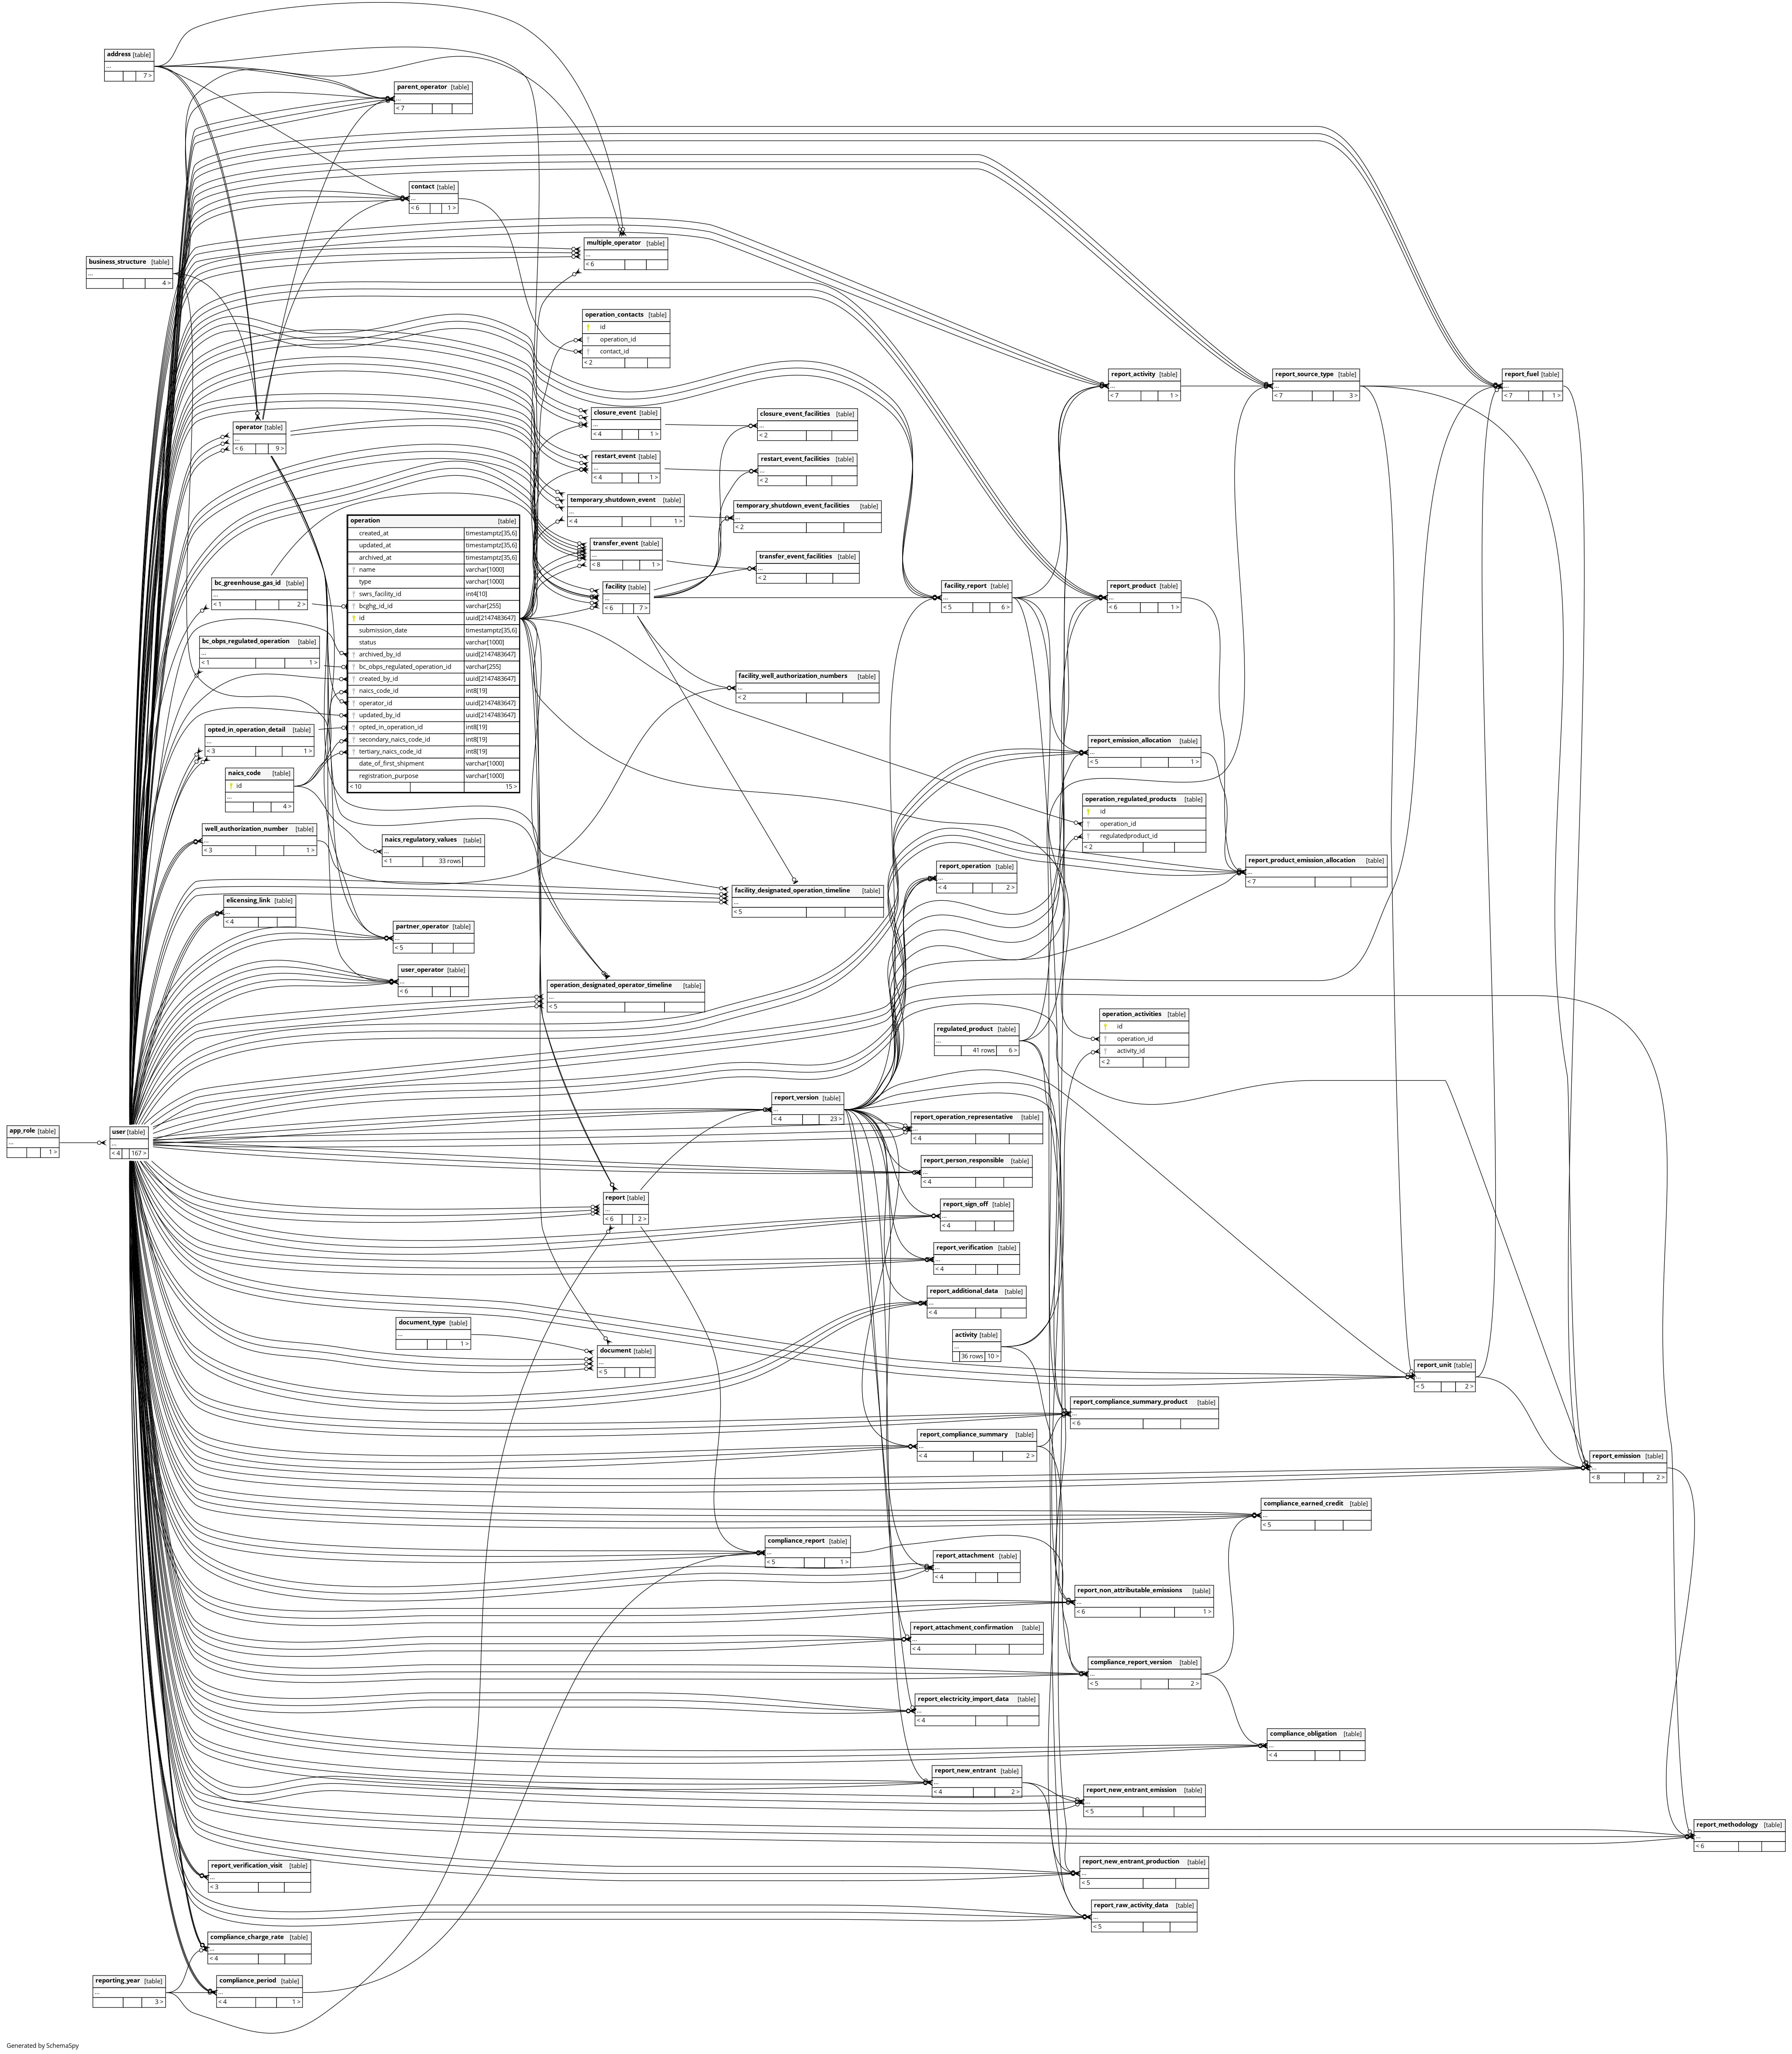 address [table]
...
7 >
parent_operator [table]
...
< 7
contact [table]
...
< 6 1 >
multiple_operator [table]
...
< 6
business_structure [table]
...
4 >
operation_contacts [table]
id
operation_id
contact_id
< 2
report_activity [table]
...
< 7 1 >
report_source_type [table]
...
< 7 3 >
report_fuel [table]
...
< 7 1 >
closure_event [table]
...
< 4 1 >
closure_event_facilities [table]
...
< 2
operator [table]
...
< 6 9 >
restart_event [table]
...
< 4 1 >
restart_event_facilities [table]
...
< 2
temporary_shutdown_event [table]
...
< 4 1 >
temporary_shutdown_event_facilities [table]
...
< 2
operation [table]
created_at timestamptz[35,6]
updated_at timestamptz[35,6]
archived_at timestamptz[35,6]
name varchar[1000]
type varchar[1000]
swrs_facility_id int4[10]
bcghg_id_id varchar[255]
id uuid[2147483647]
submission_date timestamptz[35,6]
status varchar[1000]
archived_by_id uuid[2147483647]
bc_obps_regulated_operation_id varchar[255]
created_by_id uuid[2147483647]
naics_code_id int8[19]
operator_id uuid[2147483647]
updated_by_id uuid[2147483647]
opted_in_operation_id int8[19]
secondary_naics_code_id int8[19]
tertiary_naics_code_id int8[19]
date_of_first_shipment varchar[1000]
registration_purpose varchar[1000]
< 10 15 >
transfer_event [table]
...
< 8 1 >
transfer_event_facilities [table]
...
< 2
bc_greenhouse_gas_id [table]
...
< 1 2 >
facility [table]
...
< 6 7 >
facility_report [table]
...
< 5 6 >
report_product [table]
...
< 6 1 >
bc_obps_regulated_operation [table]
...
< 1 1 >
facility_well_authorization_numbers [table]
...
< 2
opted_in_operation_detail [table]
...
< 3 1 >
report_emission_allocation [table]
...
< 5 1 >
naics_code [table]
id
...
4 >
operation_regulated_products [table]
id
operation_id
regulatedproduct_id
< 2
well_authorization_number [table]
...
< 3 1 >
naics_regulatory_values [table]
...
< 1 33 rows
report_product_emission_allocation [table]
...
< 7
report_operation [table]
...
< 4 2 >
facility_designated_operation_timeline [table]
...
< 5
elicensing_link [table]
...
< 4
partner_operator [table]
...
< 5
user_operator [table]
...
< 6
operation_designated_operator_timeline [table]
...
< 5
operation_activities [table]
id
operation_id
activity_id
< 2
regulated_product [table]
...
41 rows 6 >
report_version [table]
...
< 4 23 >
report_operation_representative [table]
...
< 4
app_role [table]
...
1 >
user [table]
...
< 4 167 >
report_person_responsible [table]
...
< 4
report [table]
...
< 6 2 >
report_sign_off [table]
...
< 4
report_verification [table]
...
< 4
report_additional_data [table]
...
< 4
document_type [table]
...
1 >
activity [table]
...
36 rows 10 >
document [table]
...
< 5
report_unit [table]
...
< 5 2 >
report_compliance_summary_product [table]
...
< 6
report_compliance_summary [table]
...
< 4 2 >
report_emission [table]
...
< 8 2 >
compliance_earned_credit [table]
...
< 5
compliance_report [table]
...
< 5 1 >
report_attachment [table]
...
< 4
report_non_attributable_emissions [table]
...
< 6 1 >
report_attachment_confirmation [table]
...
< 4
compliance_report_version [table]
...
< 5 2 >
report_electricity_import_data [table]
...
< 4
compliance_obligation [table]
...
< 4
report_new_entrant [table]
...
< 4 2 >
report_new_entrant_emission [table]
...
< 5
report_methodology [table]
...
< 6
report_verification_visit [table]
...
< 3
report_new_entrant_production [table]
...
< 5
report_raw_activity_data [table]
...
< 5
compliance_charge_rate [table]
...
< 4
reporting_year [table]
...
3 >
compliance_period [table]
...
< 4 1 >
Generated by SchemaSpy